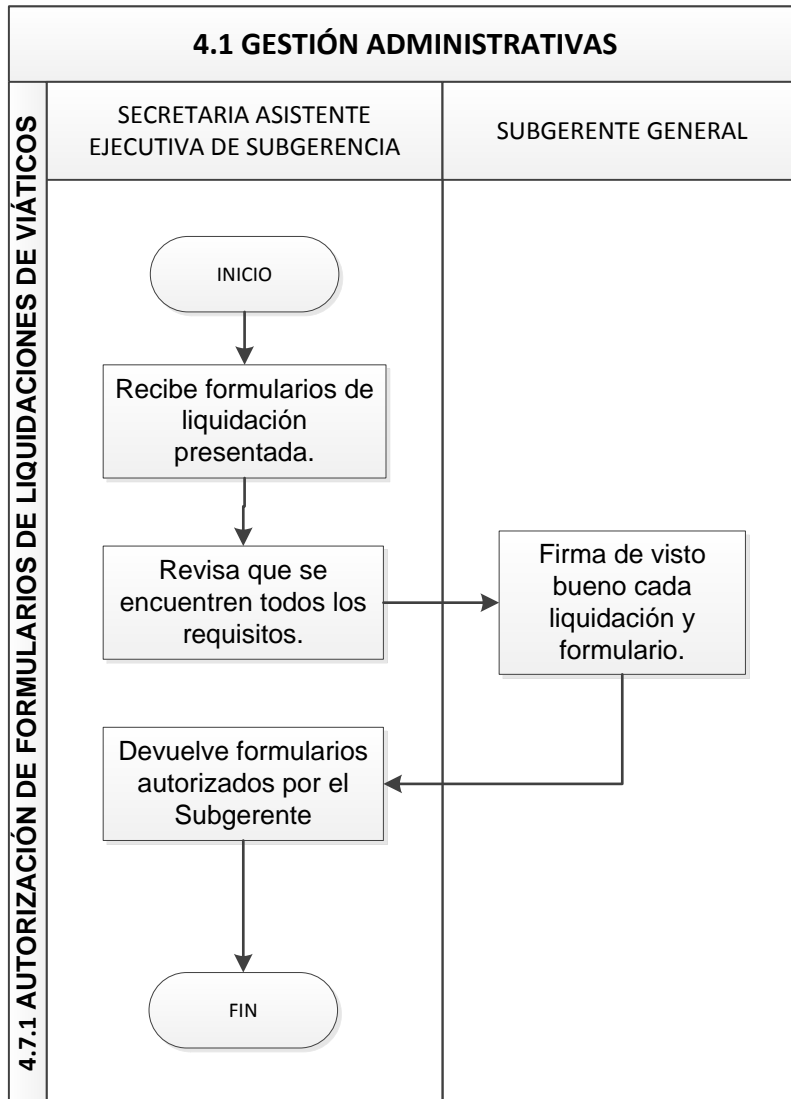 4.1 GESTIÓN ADMINISTRATIVAS
4.7.1 AUTORIZACIÓN DE FORMULARIOS DE LIQUIDACIONES DE VIÁTICOS
SECRETARIA ASISTENTE
EJECUTIVA DE SUBGERENCIA
SUBGERENTE GENERAL
INICIO
Recibe formularios de
liquidación
presentada.
Revisa que se
encuentren todos los
requisitos.
Firma de visto
bueno cada
liquidación y
formulario.
Devuelve formularios
autorizados por el
Subgerente
FIN